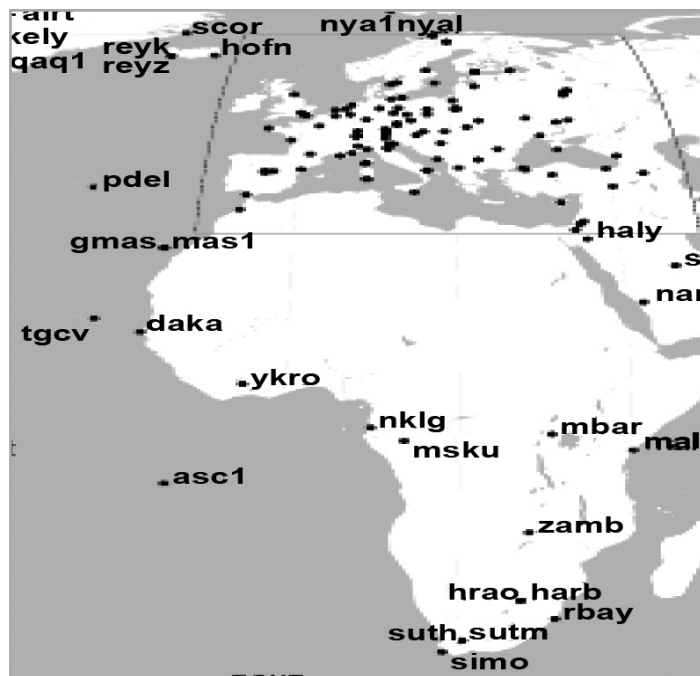 scor
nya1nyal
kely
reyk
hofn
qaq1
reyz
pdel
gmas mas1
haly
tgcv
daka
ykro
nklg
mbar
mal
msku
asc1
zamb
hrao harb
rbay
suth sutm
simo